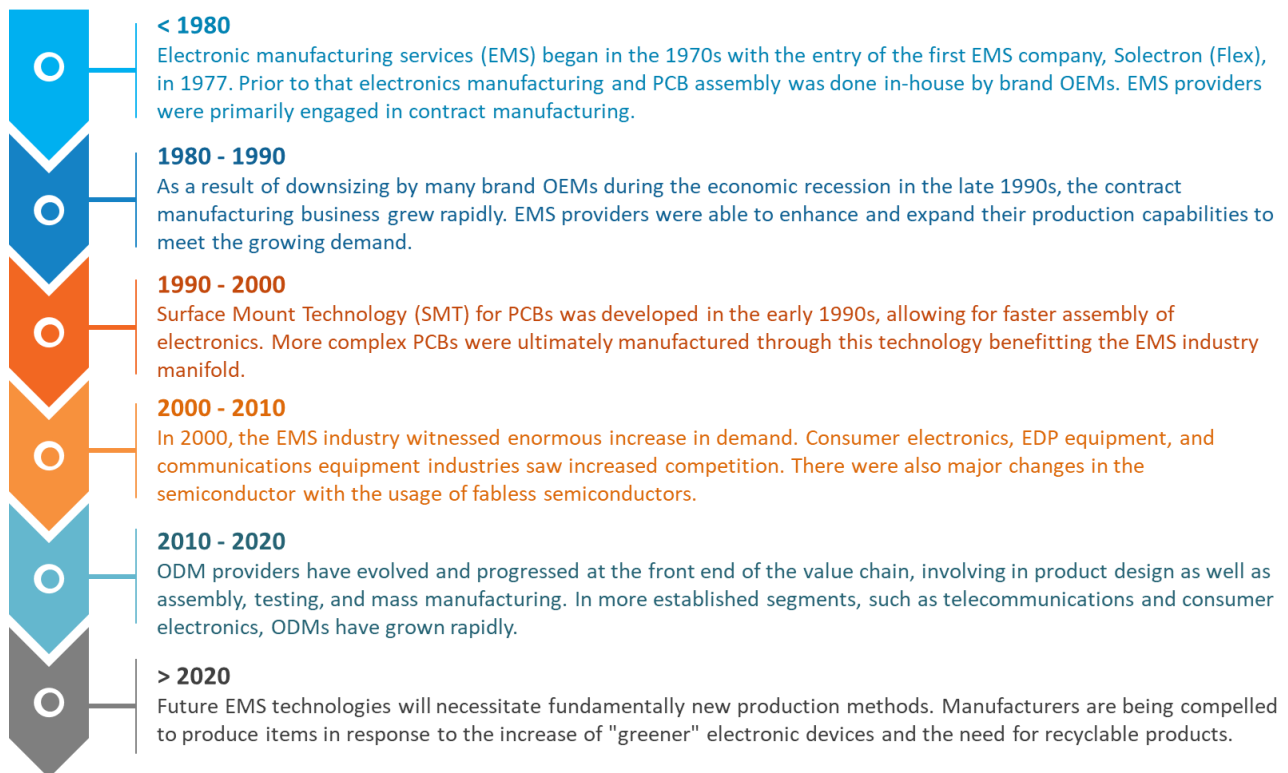 < 1980
Electronic manufacturing services (EMS) began in the 1970s with the entry of the first EMS company, Solectron (Flex),
in 1977. Prior to that electronics manufacturing and PCB assembly was done in-house by brand OEMs. EMS providers
were primarily engaged in contract manufacturing.
1980 - 1990
As a result of downsizing by many brand OEMs during the economic recession in the late 1990s, the contract
manufacturing business grew rapidly. EMS providers were able to enhance and expand their production capabilities to
meet the growing demand.
1990 - 2000
Surface Mount Technology (SMT) for PCBs was developed in the early 1990s, allowing for faster assembly of
electronics. More complex PCBs were ultimately manufactured through this technology benefitting the EMS industry
manifold.
2000 - 2010
In 2000, the EMS industry witnessed enormous increase in demand. Consumer electronics, EDP equipment, and
communications equipment industries saw increased competition. There were also major changes in the
semiconductor with the usage of fabless semiconductors.
2010 - 2020
ODM providers have evolved and progressed at the front end of the value chain, involving in product design as well as
assembly, testing, and mass manufacturing. In more established segments, such as telecommunications and consumer
electronics, ODMs have grown rapidly.
> 2020
Future EMS technologies will necessitate fundamentally new production methods. Manufacturers are being compelled
to produce items in response to the increase of "greener" electronic devices and the need for recyclable products.